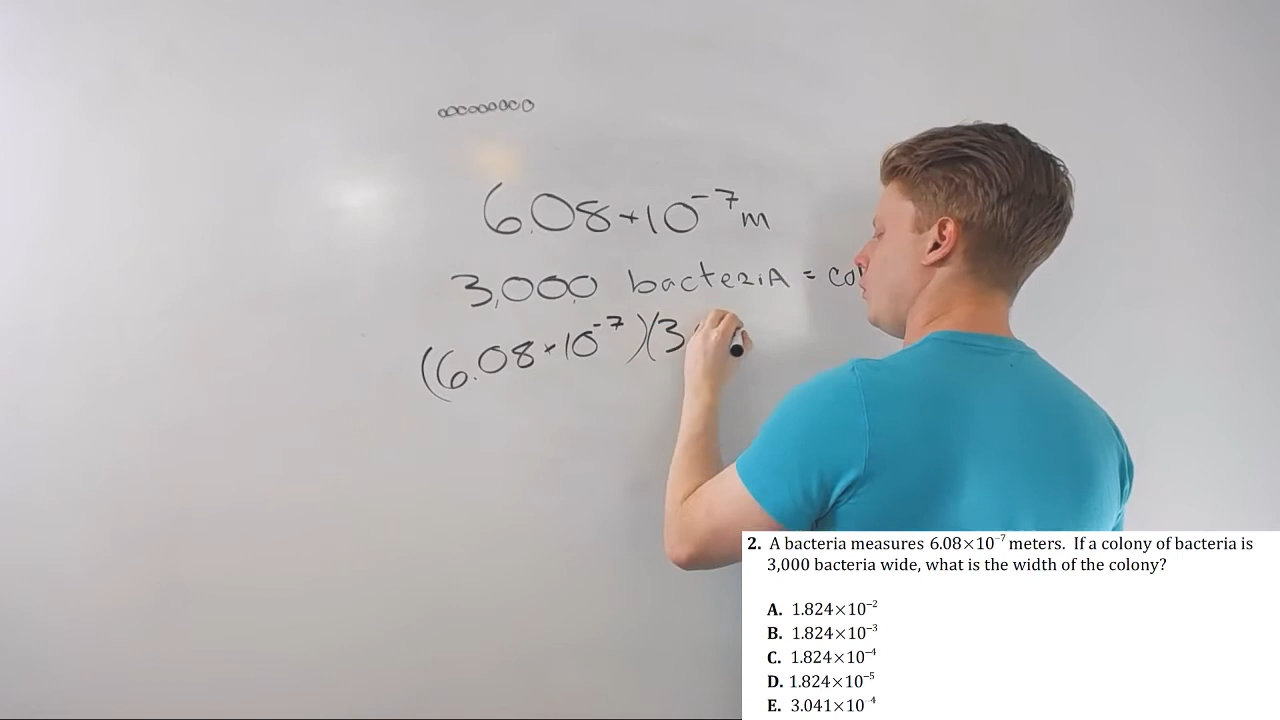 6.08×10⁻⁷m
3,000 bacteria =
(6.08×10⁻⁷)(3
2. A bacteria measures 6.08×10⁻⁷ meters. If a colony of bacteria is
3,000 bacteria wide, what is the width of the colony?
A. 1.824×10⁻²
B. 1.824×10⁻³
C. 1.824×10⁻⁴
D. 1.824×10⁻⁵
E. 3.041×10⁻⁴